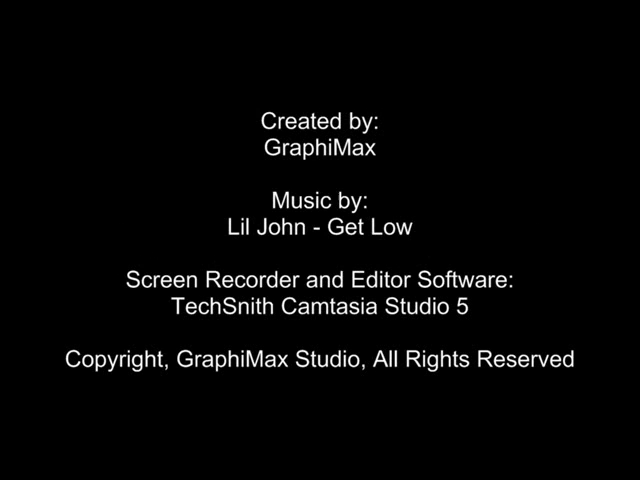 Created by:
GraphiMax
Music by:
Lil John - Get Low
Screen Recorder and Editor Software:
TechSnith Camtasia Studio 5
Copyright, GraphiMax Studio, All Rights Reserved